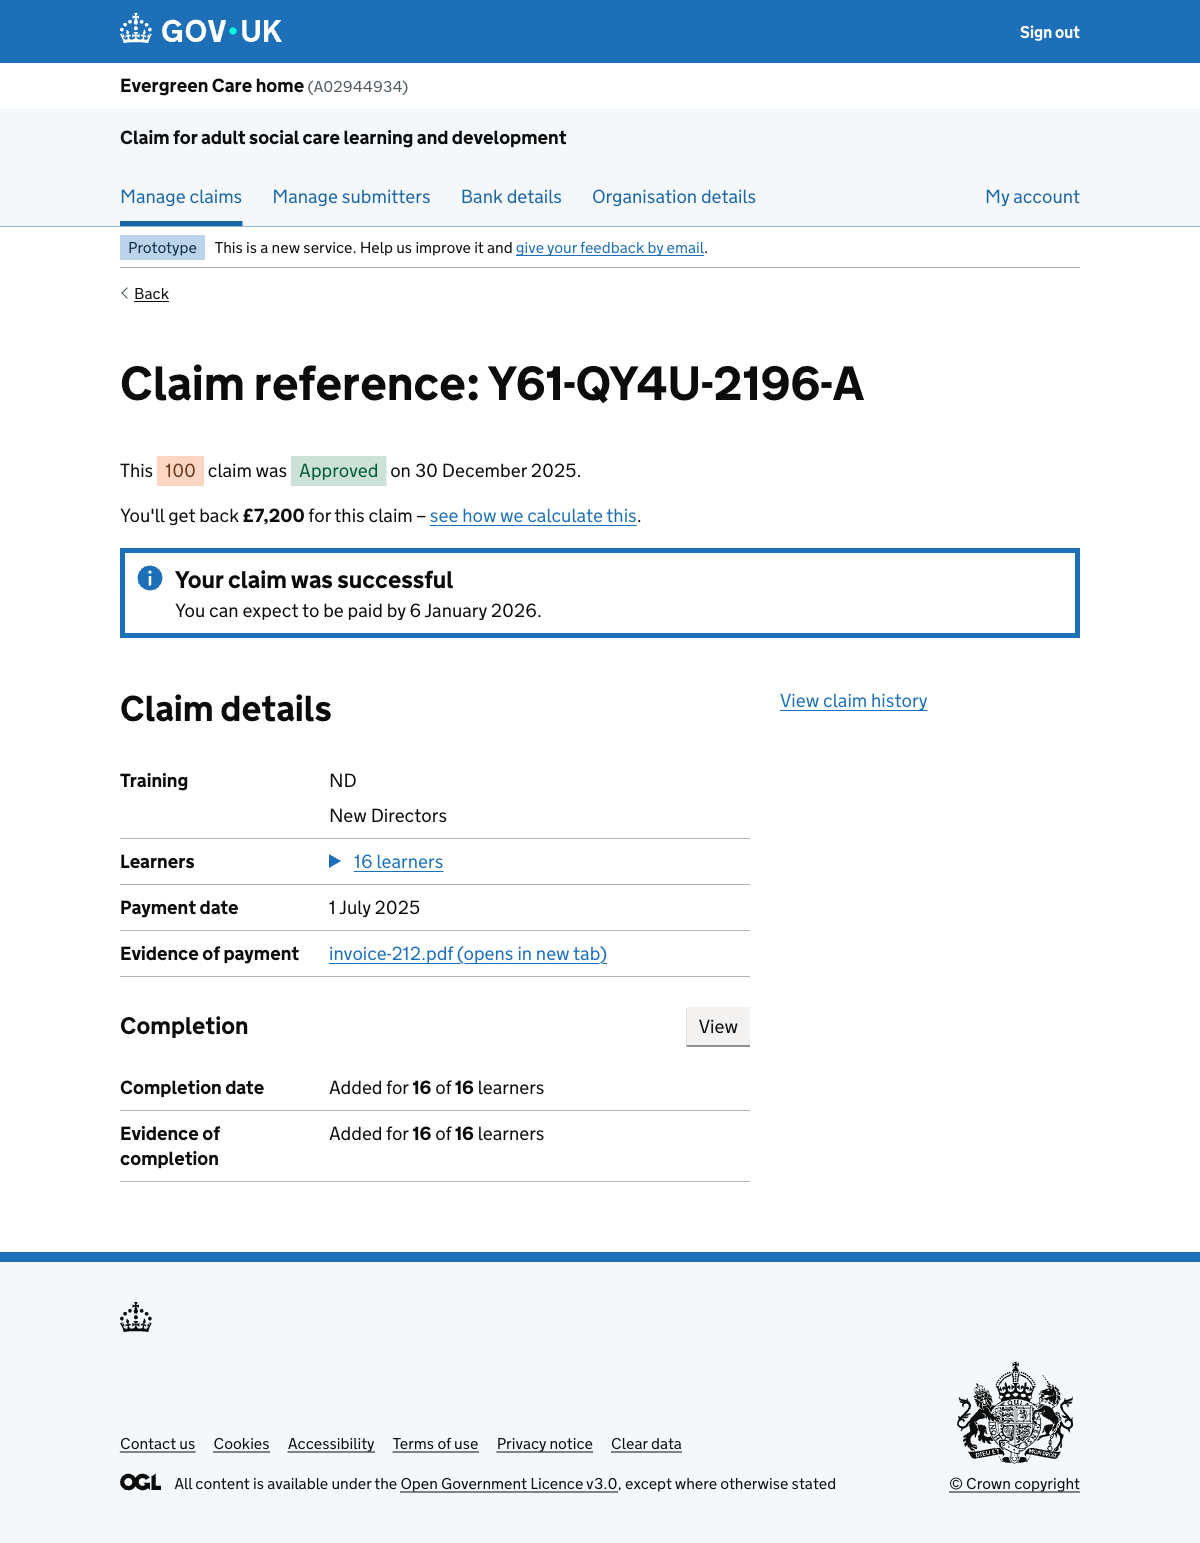 GOV·UK
Sign out
Evergreen Care home (A02944934)
Claim for adult social care learning and development
Manage claims Manage submitters Bank details Organisation details My account
Prototype This is a new service. Help us improve it and give your feedback by email.
Back
Claim reference: Y61-QY4U-2196-A
This 100 claim was Approved on 30 December 2025.
You'll get back £7,200 for this claim – see how we calculate this.
Your claim was successful
You can expect to be paid by 6 January 2026.
Claim details
View claim history
Training ND
New Directors
Learners 16 learners
Payment date 1 July 2025
Evidence of payment invoice-212.pdf (opens in new tab)
Completion View
Completion date Added for 16 of 16 learners
Evidence of completion Added for 16 of 16 learners
Contact us Cookies Accessibility Terms of use Privacy notice Clear data
OGL All content is available under the Open Government Licence v3.0, except where otherwise stated
© Crown copyright